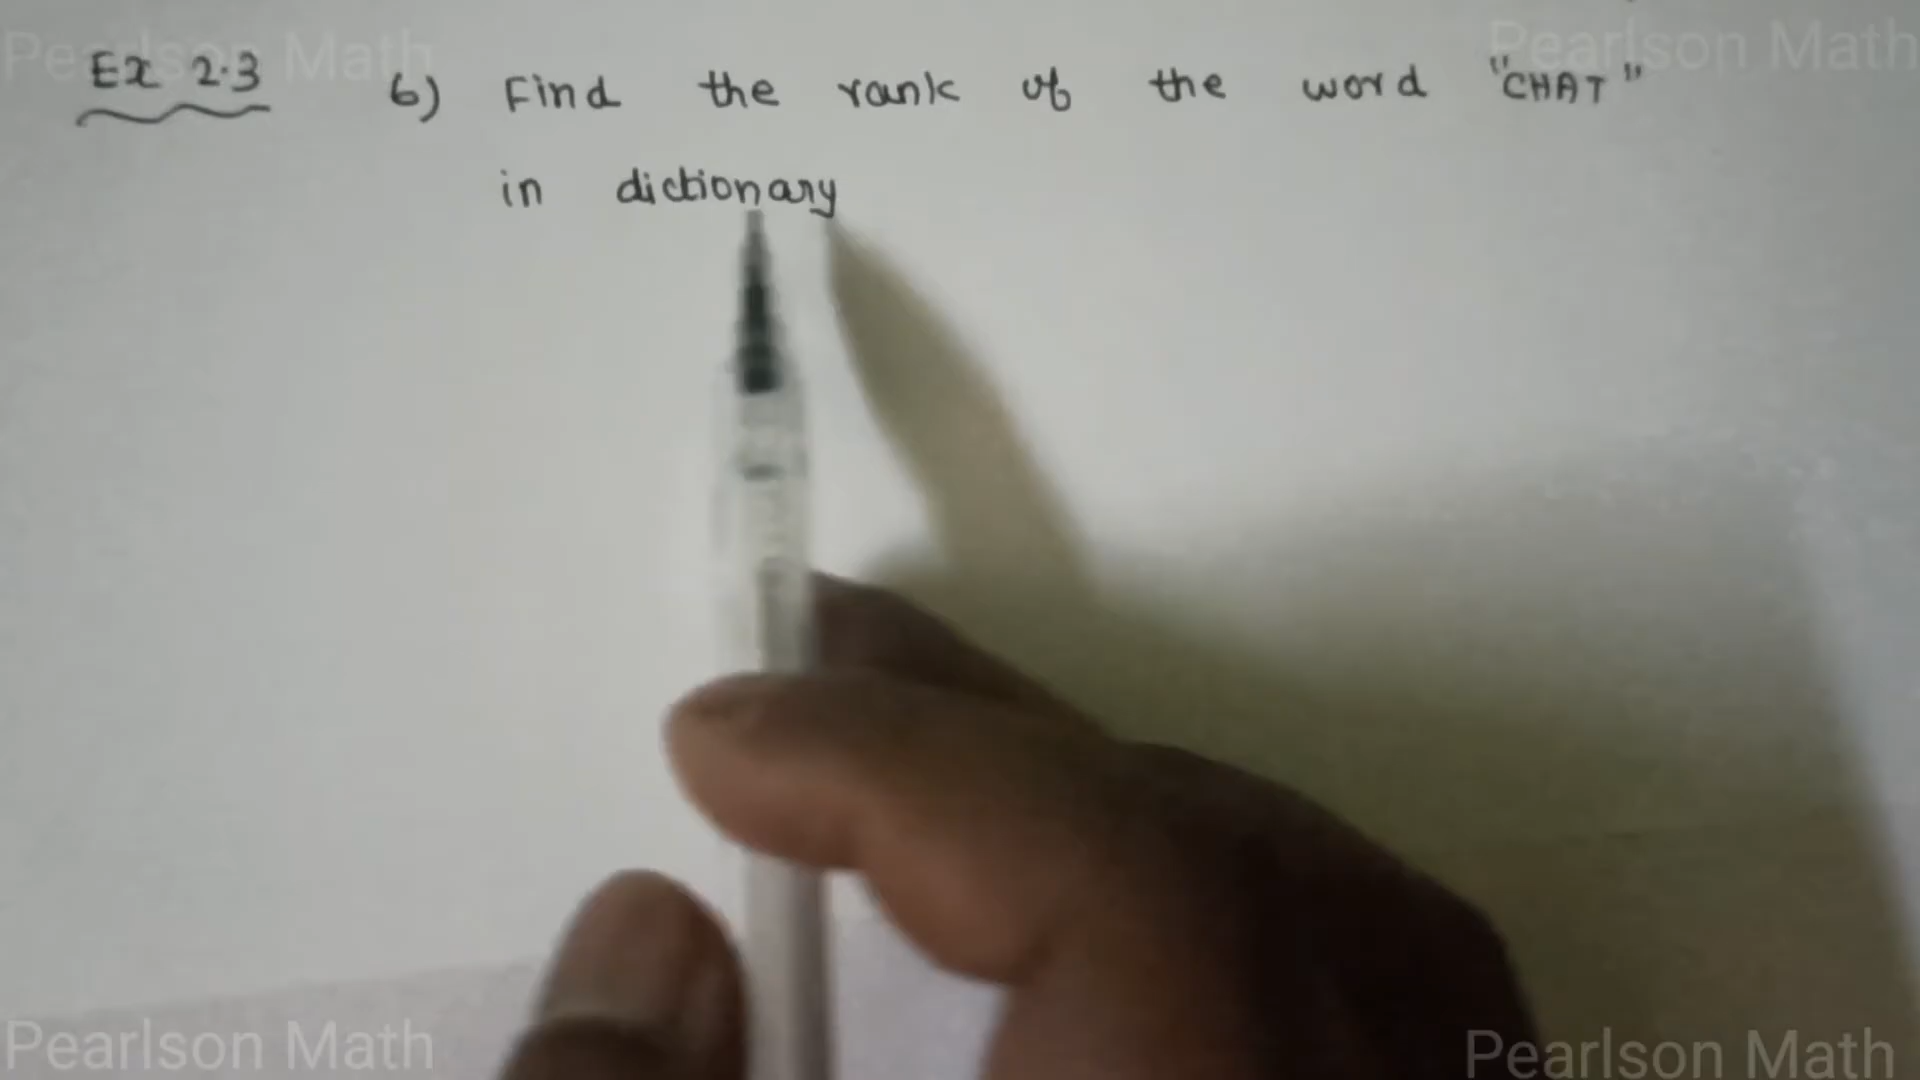 Pearlson Math Pearlson Math
Ex 2.3 6) Find the rank of the word "CHAT"
in dictionary
Pearlson Math Pearlson Math